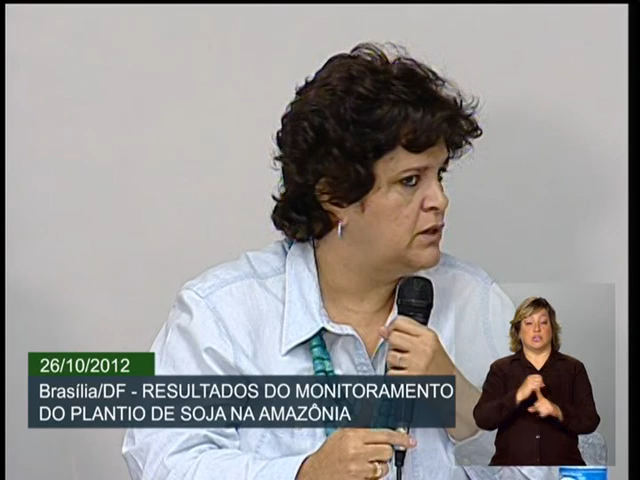 26/10/2012
Brasília/DF - RESULTADOS DO MONITORAMENTO
DO PLANTIO DE SOJA NA AMAZÔNIA